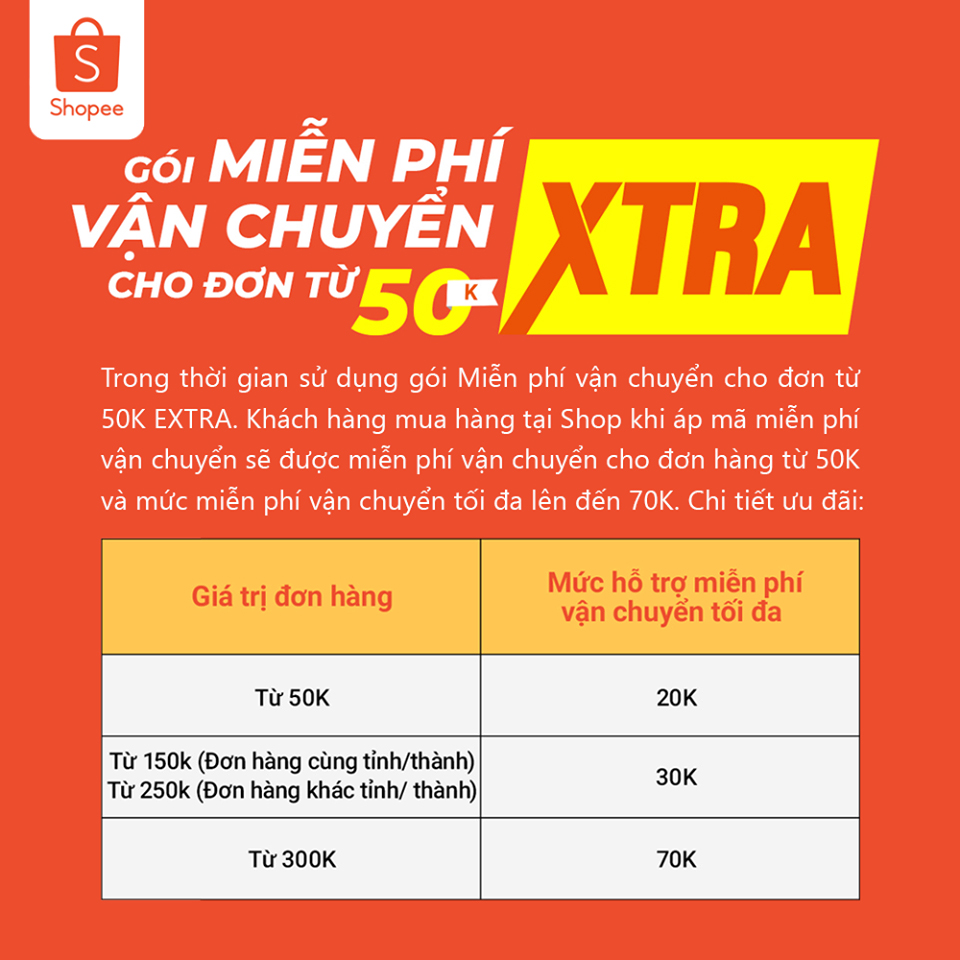 S
Shopee
GÓI MIỄN PHÍ
VẬN CHUYỂN
CHO ĐƠN TỪ 50K
XTRA
Trong thời gian sử dụng gói Miễn phí vận chuyển cho đơn từ
50K EXTRA. Khách hàng mua hàng tại Shop khi áp mã miễn phí
vận chuyển sẽ được miễn phí vận chuyển cho đơn hàng từ 50K
và mức miễn phí vận chuyển tối đa lên đến 70K. Chi tiết ưu đãi:
Giá trị đơn hàng
Mức hỗ trợ miễn phí
vận chuyển tối đa
Từ 50K
20K
Từ 150k (Đơn hàng cùng tỉnh/thành)
Từ 250k (Đơn hàng khác tỉnh/ thành)
30K
Từ 300K
70K